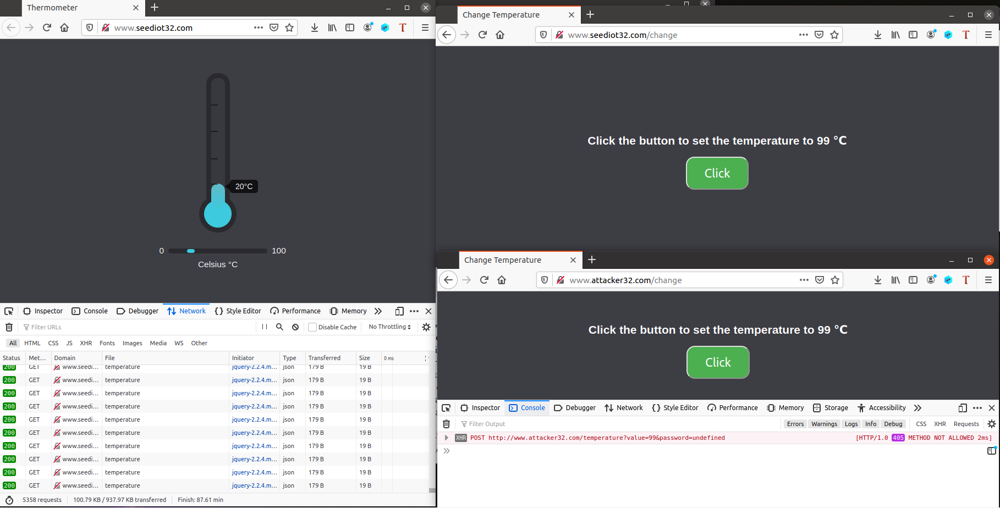 Thermometer
www.seediot32.com
20°C
0
100
Celsius °C
Inspector
Console
Debugger
Network
Style Editor
Performance
Memory
Filter URLs
Disable Cache
No Throttling
All
HTML
CSS
JS
XHR
Fonts
Images
Media
WS
Other
Status
Met...
Domain
File
Initiator
Type
Transferred
Size
0 ms
200 GET www.seedi... temperature jquery-2.2.4.m... json 179 B 19 B
200 GET www.seedi... temperature jquery-2.2.4.m... json 179 B 19 B
200 GET www.seedi... temperature jquery-2.2.4.m... json 179 B 19 B
200 GET www.seedi... temperature jquery-2.2.4.m... json 179 B 19 B
200 GET www.seedi... temperature jquery-2.2.4.m... json 179 B 19 B
200 GET www.seedi... temperature jquery-2.2.4.m... json 179 B 19 B
200 GET www.seedi... temperature jquery-2.2.4.m... json 179 B 19 B
200 GET www.seedi... temperature jquery-2.2.4.m... json 179 B 19 B
200 GET www.seedi... temperature jquery-2.2.4.m... json 179 B 19 B
200 GET www.seedi... temperature jquery-2.2.4.m... json 179 B 19 B
5358 requests
100.79 KB / 937.97 KB transferred
Finish: 87.61 min
Change Temperature
www.seediot32.com/change
Click the button to set the temperature to 99 °C
Click
Change Temperature
www.attacker32.com/change
Click the button to set the temperature to 99 °C
Click
Inspector
Console
Debugger
Network
Style Editor
Performance
Memory
Storage
Accessibility
Filter Output
Errors
Warnings
Logs
Info
Debug
CSS
XHR
Requests
XHR POST http://www.attacker32.com/temperature?value=99&password=undefined [HTTP/1.0 405 METHOD NOT ALLOWED 2ms]